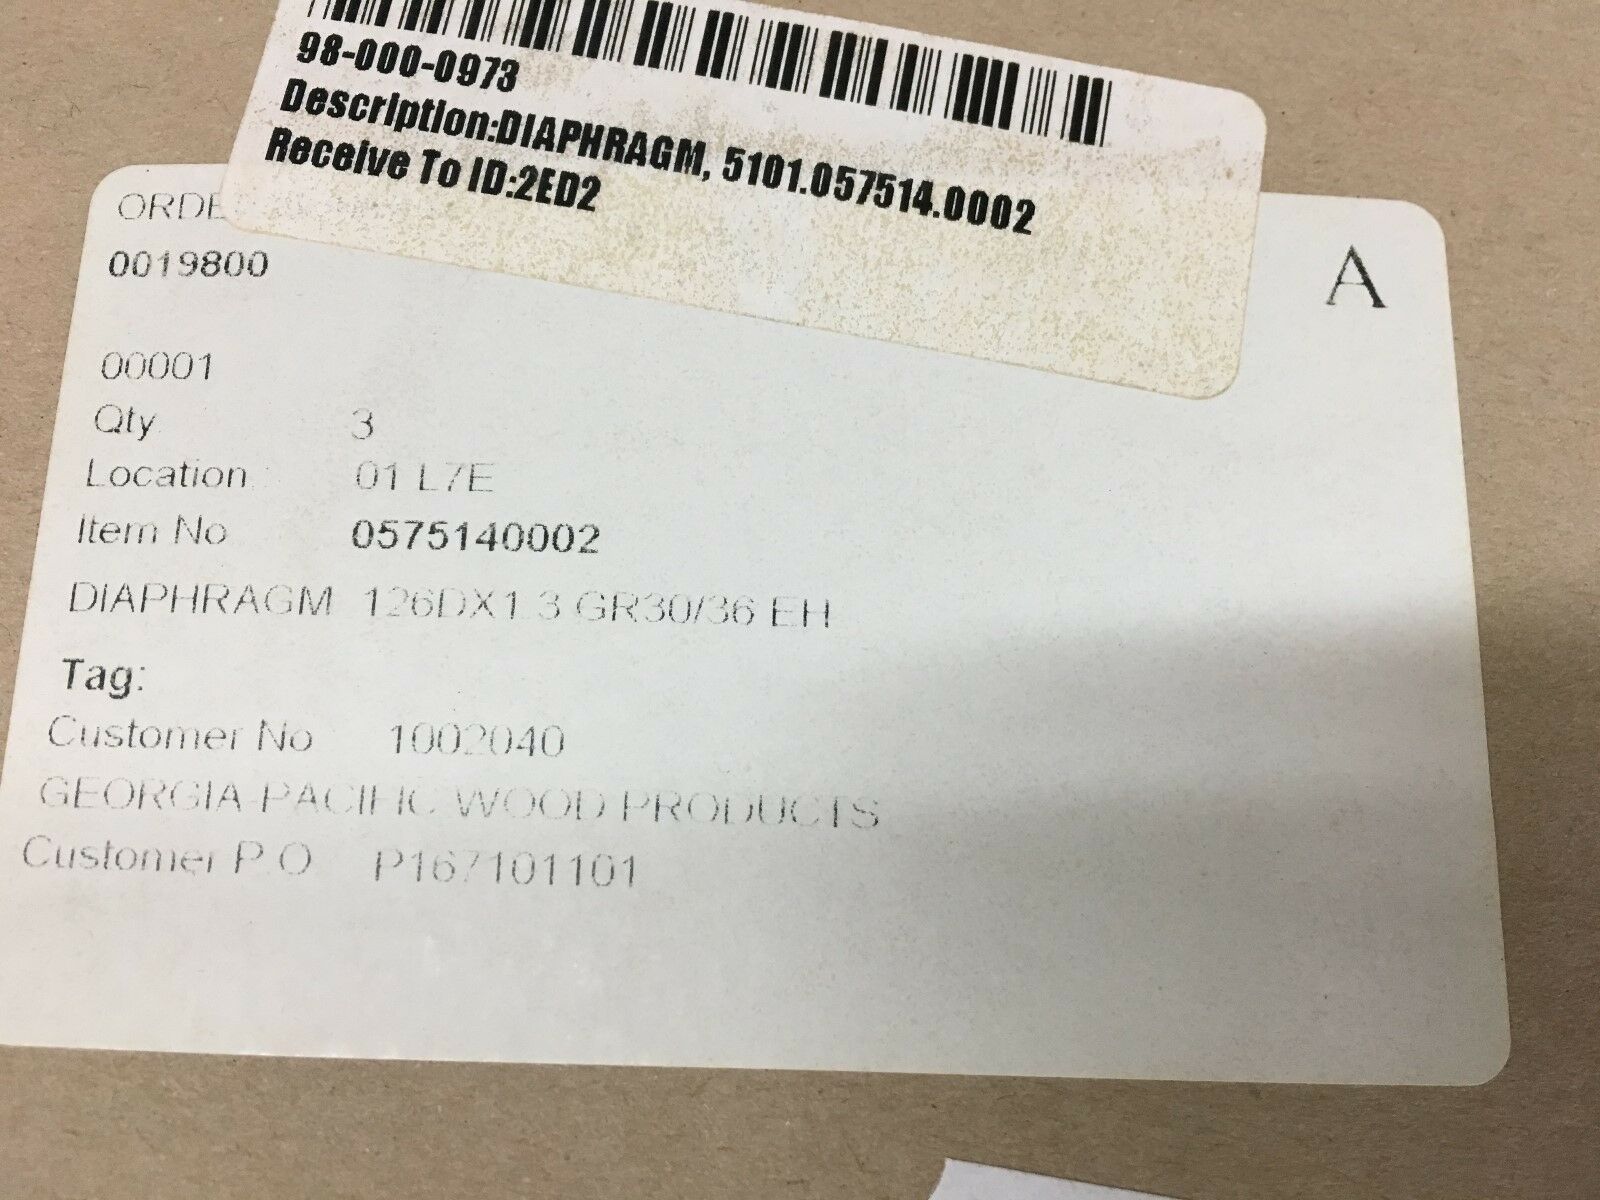 98-000-0973
Description:DIAPHRAGM, 5101.057514.0002
Receive To ID:2ED2
A
0019800
00001
Qty 3
Location 01 L7E
Item No 0575140002
DIAPHRAGM 126DX1.3 GR30/36 EH
Tag:
Customer No 1002040
GEORGIA-PACIFIC WOOD PRODUCTS
Customer P.O P167101101